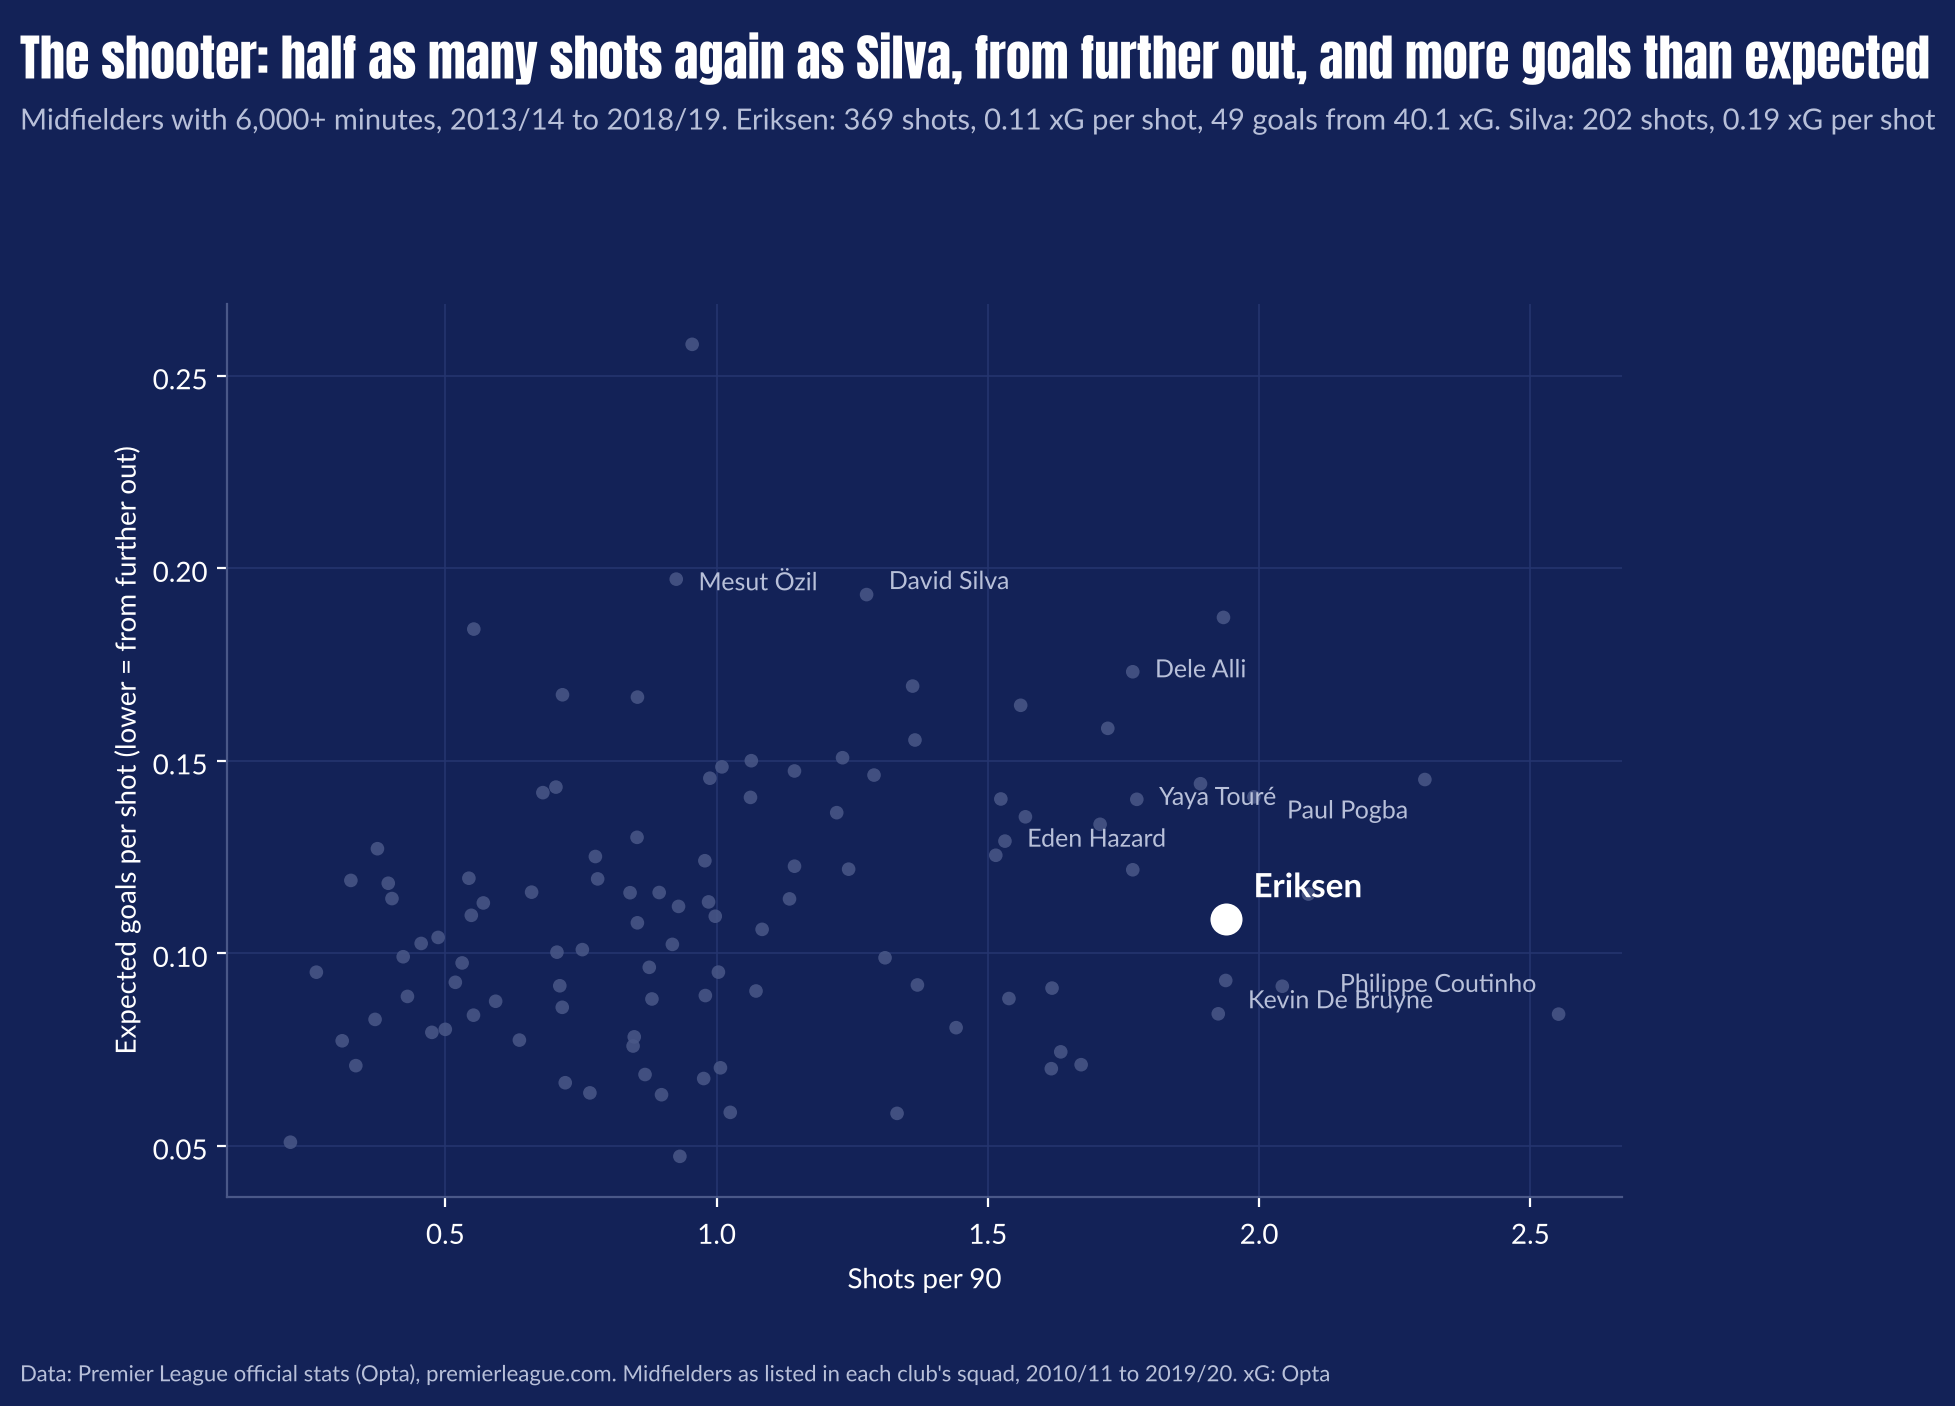 The shooter: half as many shots again as Silva, from further out, and more goals than expected
Midfielders with 6,000+ minutes, 2013/14 to 2018/19. Eriksen: 369 shots, 0.11 xG per shot, 49 goals from 40.1 xG. Silva: 202 shots, 0.19 xG per shot
Expected goals per shot (lower = from further out)
0.25
0.20
0.15
0.10
0.05
Mesut Özil
David Silva
Dele Alli
Yaya Touré
Paul Pogba
Eden Hazard
Eriksen
Philippe Coutinho
Kevin De Bruyne
0.5
1.0
1.5
2.0
2.5
Shots per 90
Data: Premier League official stats (Opta), premierleague.com. Midfielders as listed in each club's squad, 2010/11 to 2019/20. xG: Opta